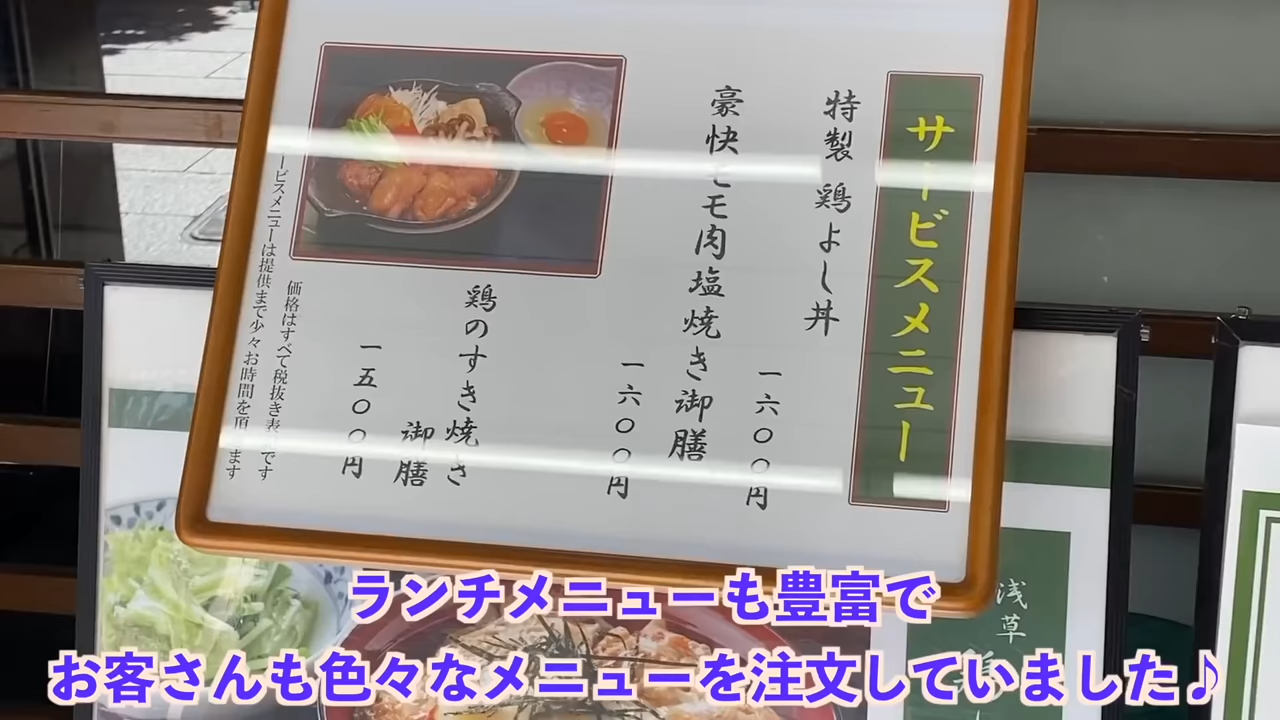 サービスメニュー
特製 鶏よし丼
一六〇〇円
豪快モモ肉塩焼き御膳
一六〇〇円
鶏のすき焼き
御膳
一五〇〇円
価格はすべて税抜き表 です
ービスメニューは提供まで少々お時間を頂 ます
浅草
ランチメニューも豊富で
お客さんも色々なメニューを注文していました♪